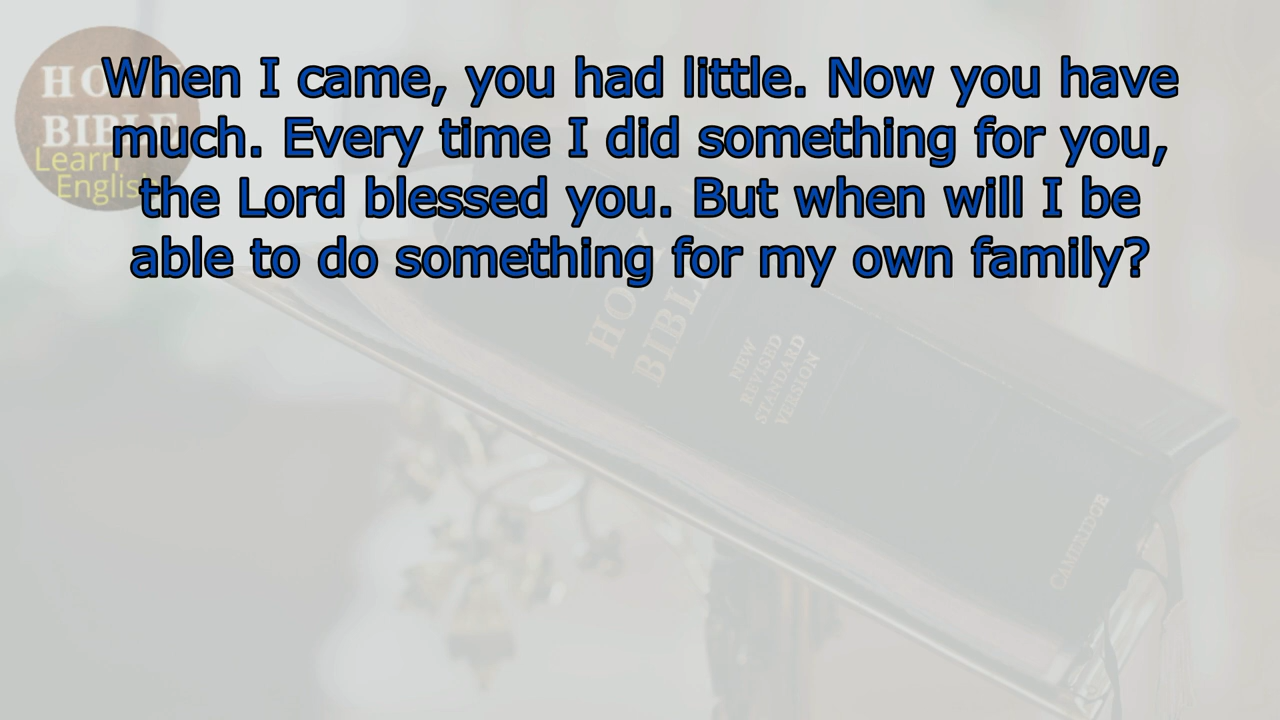 When I came, you had little. Now you have
much. Every time I did something for you,
the Lord blessed you. But when will I be
able to do something for my own family?
HOLY
BIBLE
Learn
English
HOLY
BIBLE
NEW
REVISED
STANDARD
VERSION
CAMBRIDGE